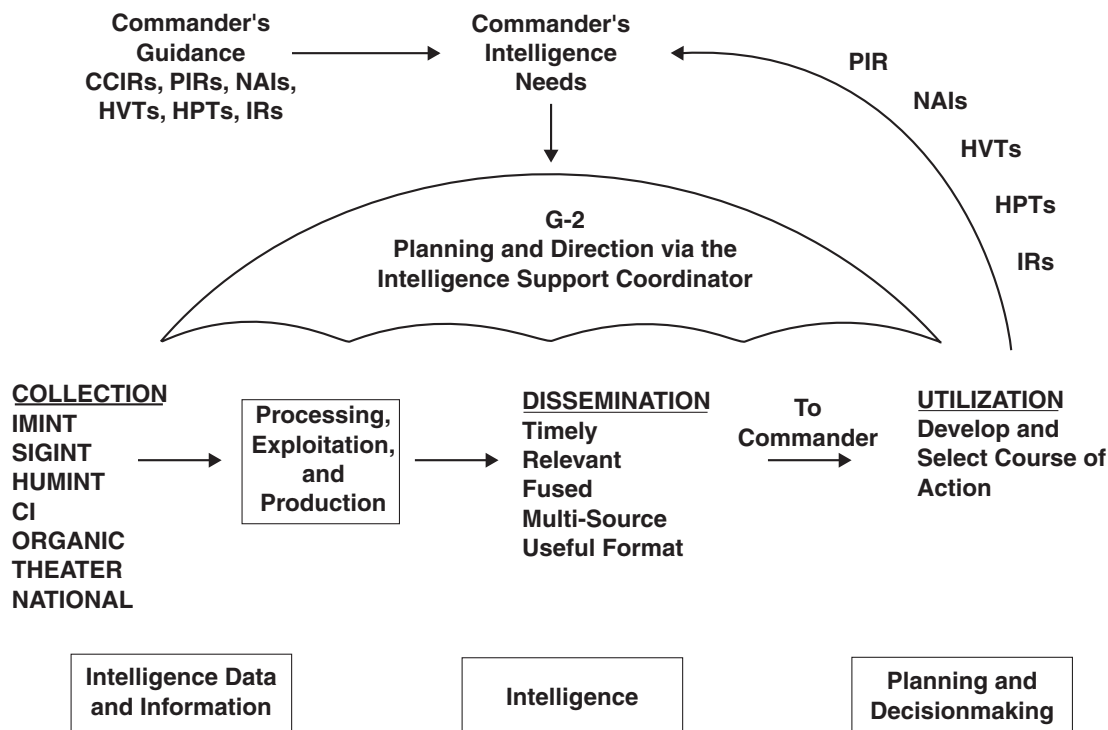 Commander's
Guidance
CCIRs, PIRs, NAIs,
HVTs, HPTs, IRs
Commander's
Intelligence
Needs
PIR
NAIs
HVTs
HPTs
IRs
G-2
Planning and Direction via the
Intelligence Support Coordinator
COLLECTION
IMINT
SIGINT
HUMINT
CI
ORGANIC
THEATER
NATIONAL
Processing,
Exploitation,
and
Production
DISSEMINATION
Timely
Relevant
Fused
Multi-Source
Useful Format
To
Commander
UTILIZATION
Develop and
Select Course of
Action
Intelligence Data
and Information
Intelligence
Planning and
Decisionmaking